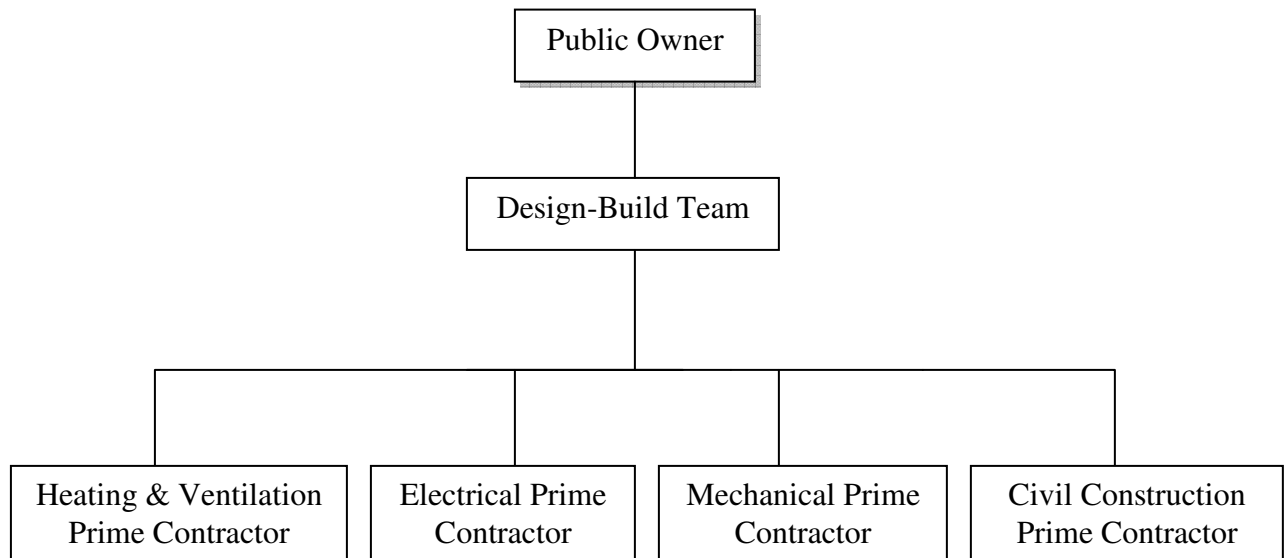 Public Owner
Design-Build Team
Heating & Ventilation
Prime Contractor
Electrical Prime
Contractor
Mechanical Prime
Contractor
Civil Construction
Prime Contractor